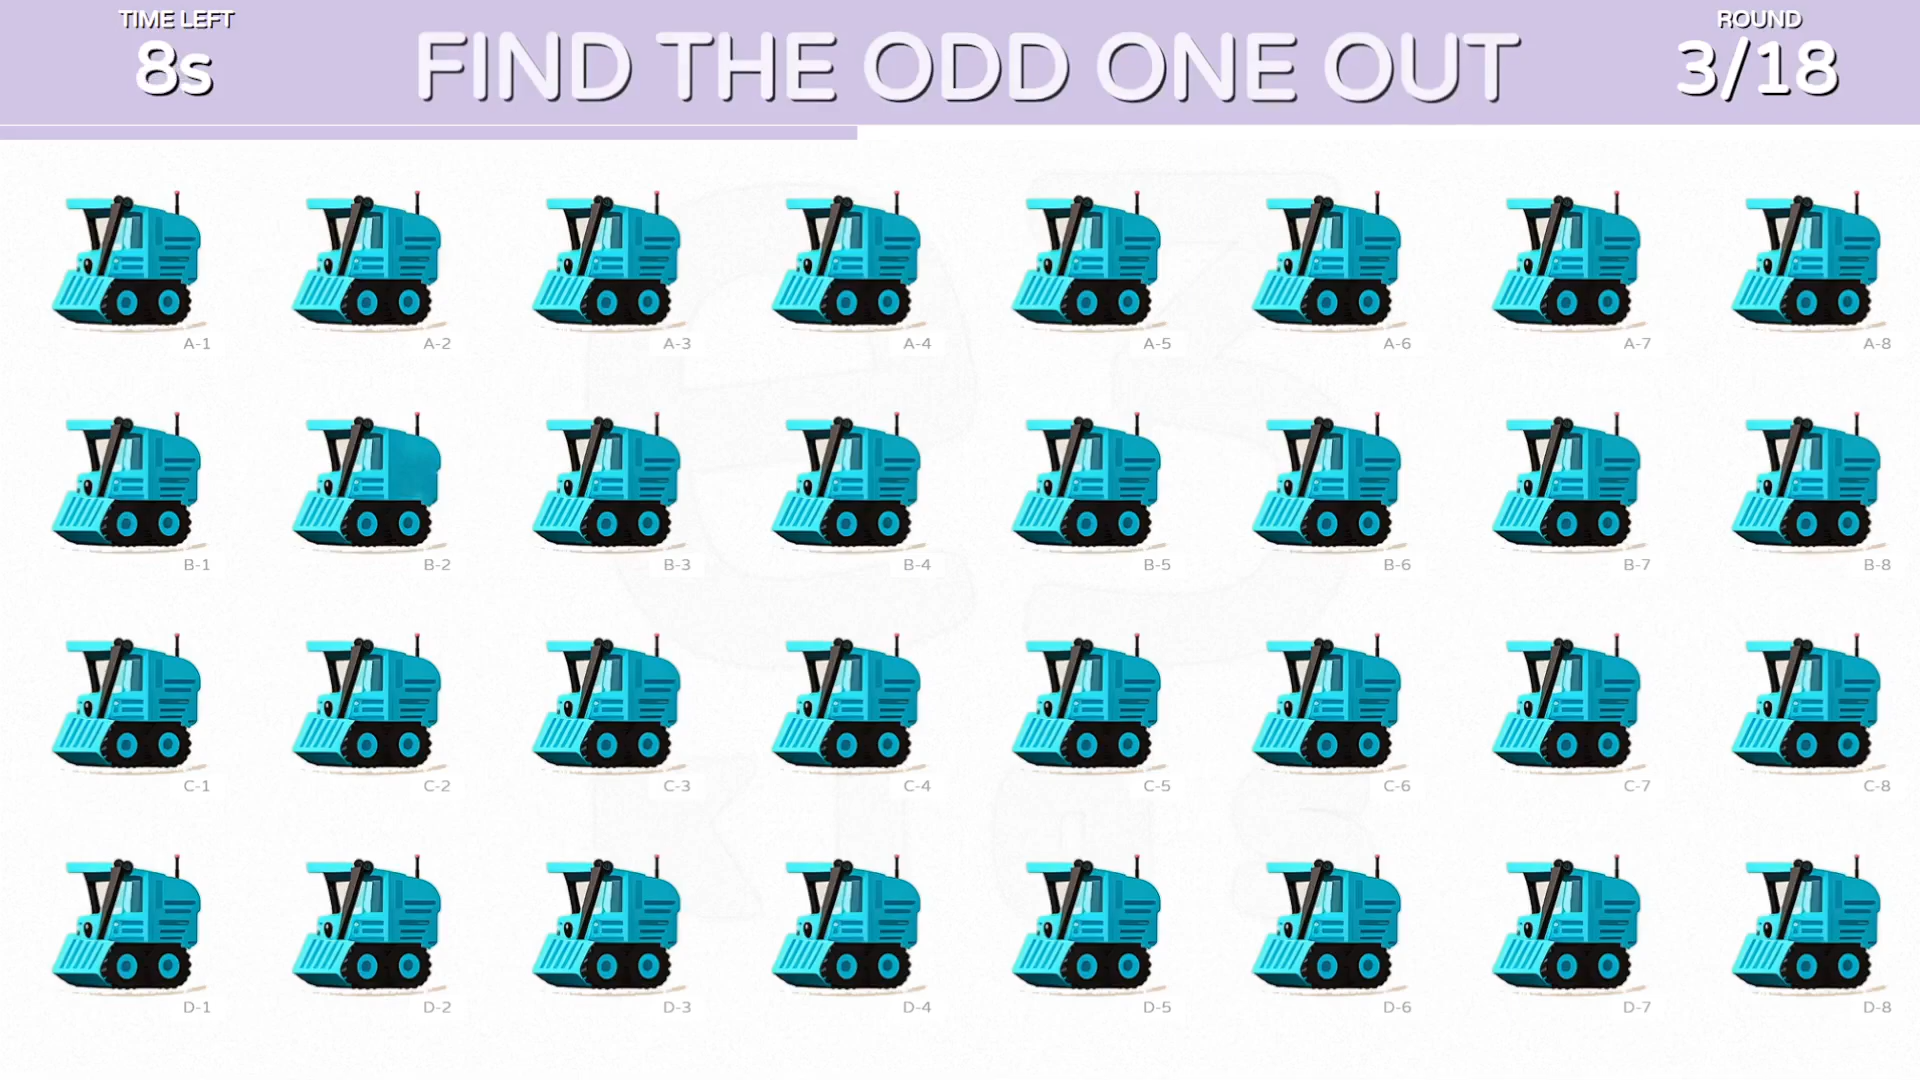 TIME LEFT
8s
FIND THE ODD ONE OUT
ROUND
3/18
A-1 A-2 A-3 A-4 A-5 A-6 A-7 A-8
B-1 B-2 B-3 B-4 B-5 B-6 B-7 B-8
C-1 C-2 C-3 C-4 C-5 C-6 C-7 C-8
D-1 D-2 D-3 D-4 D-5 D-6 D-7 D-8